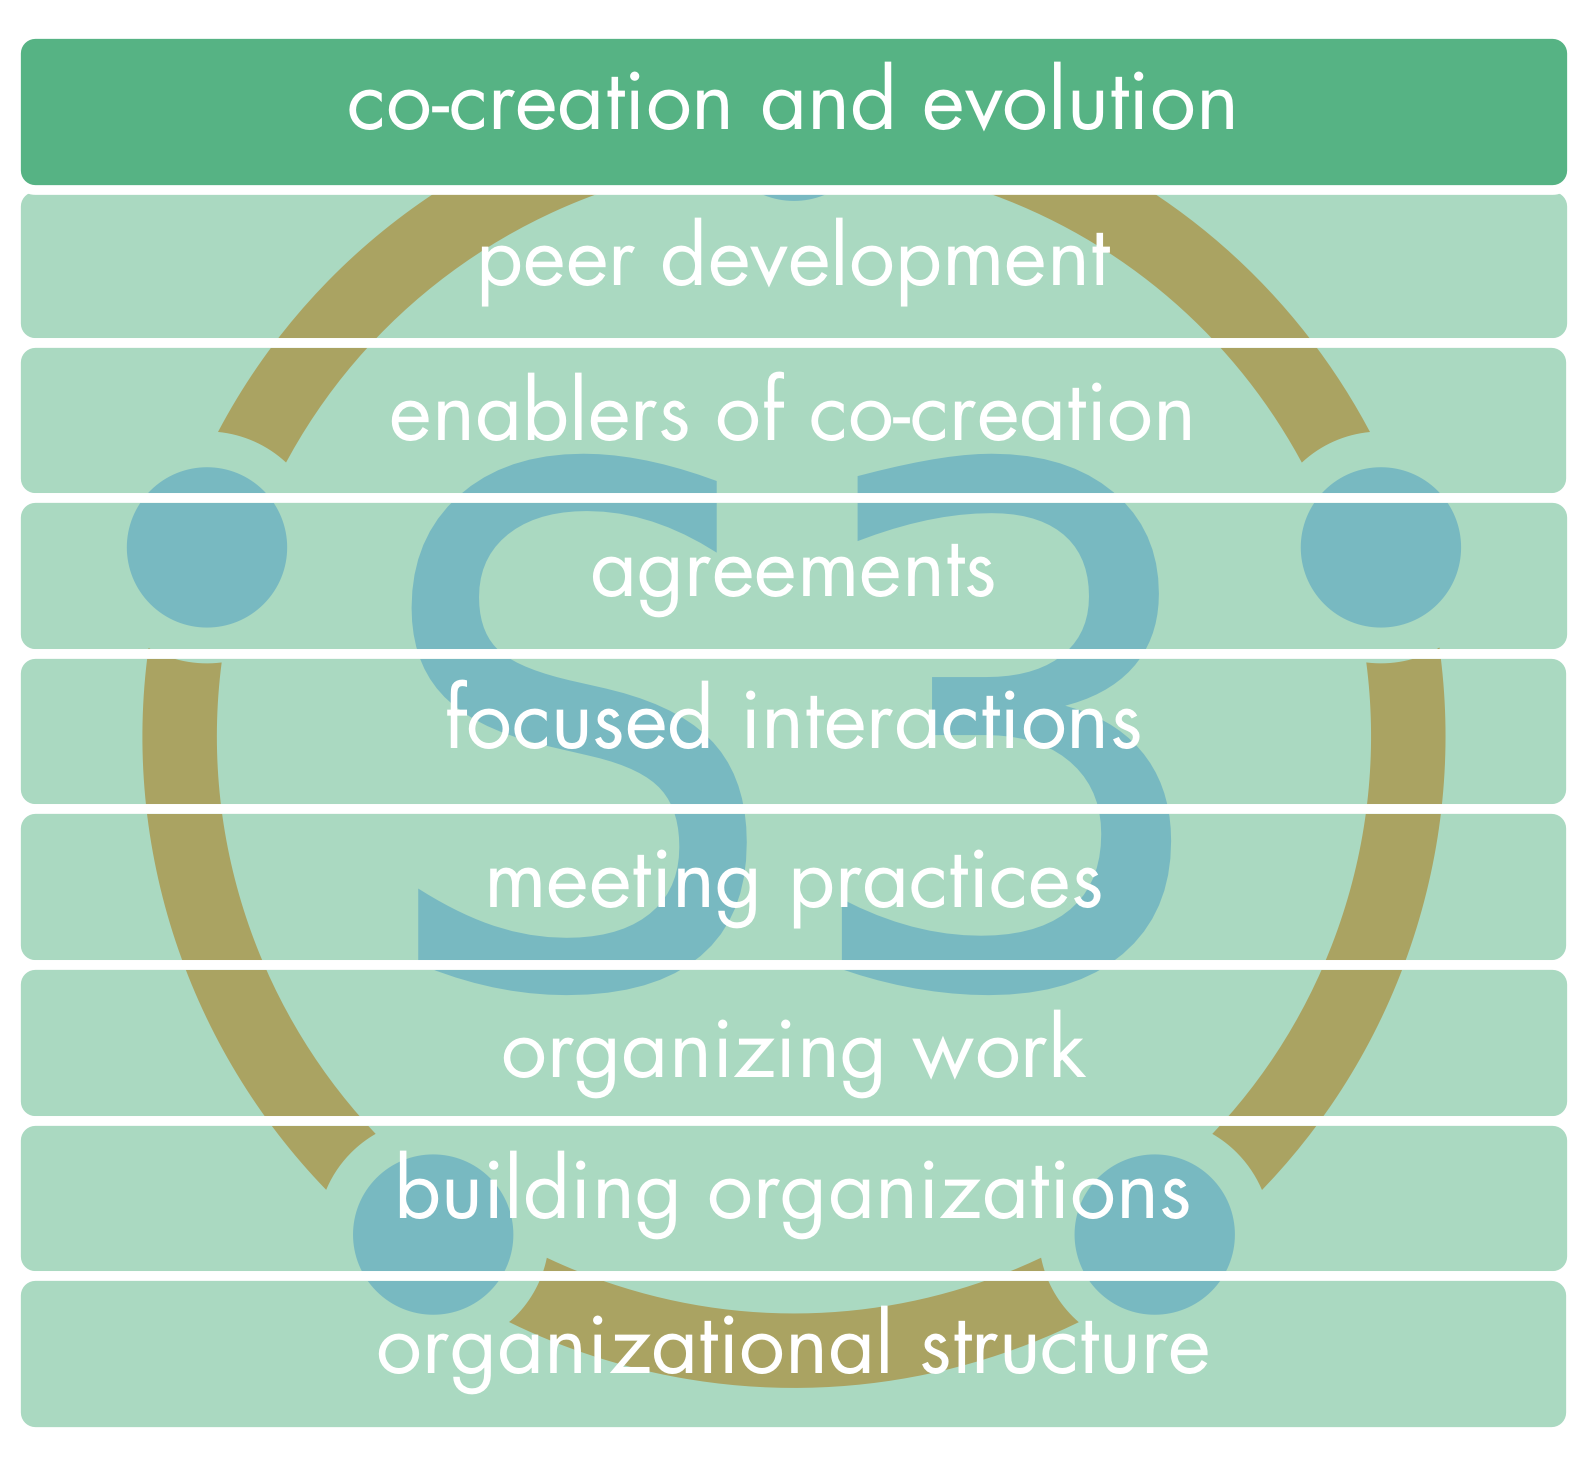 co-creation and evolution
peer development
enablers of co-creation
S3
agreements
focused interactions
meeting practices
organizing work
building organizations
organizational structure